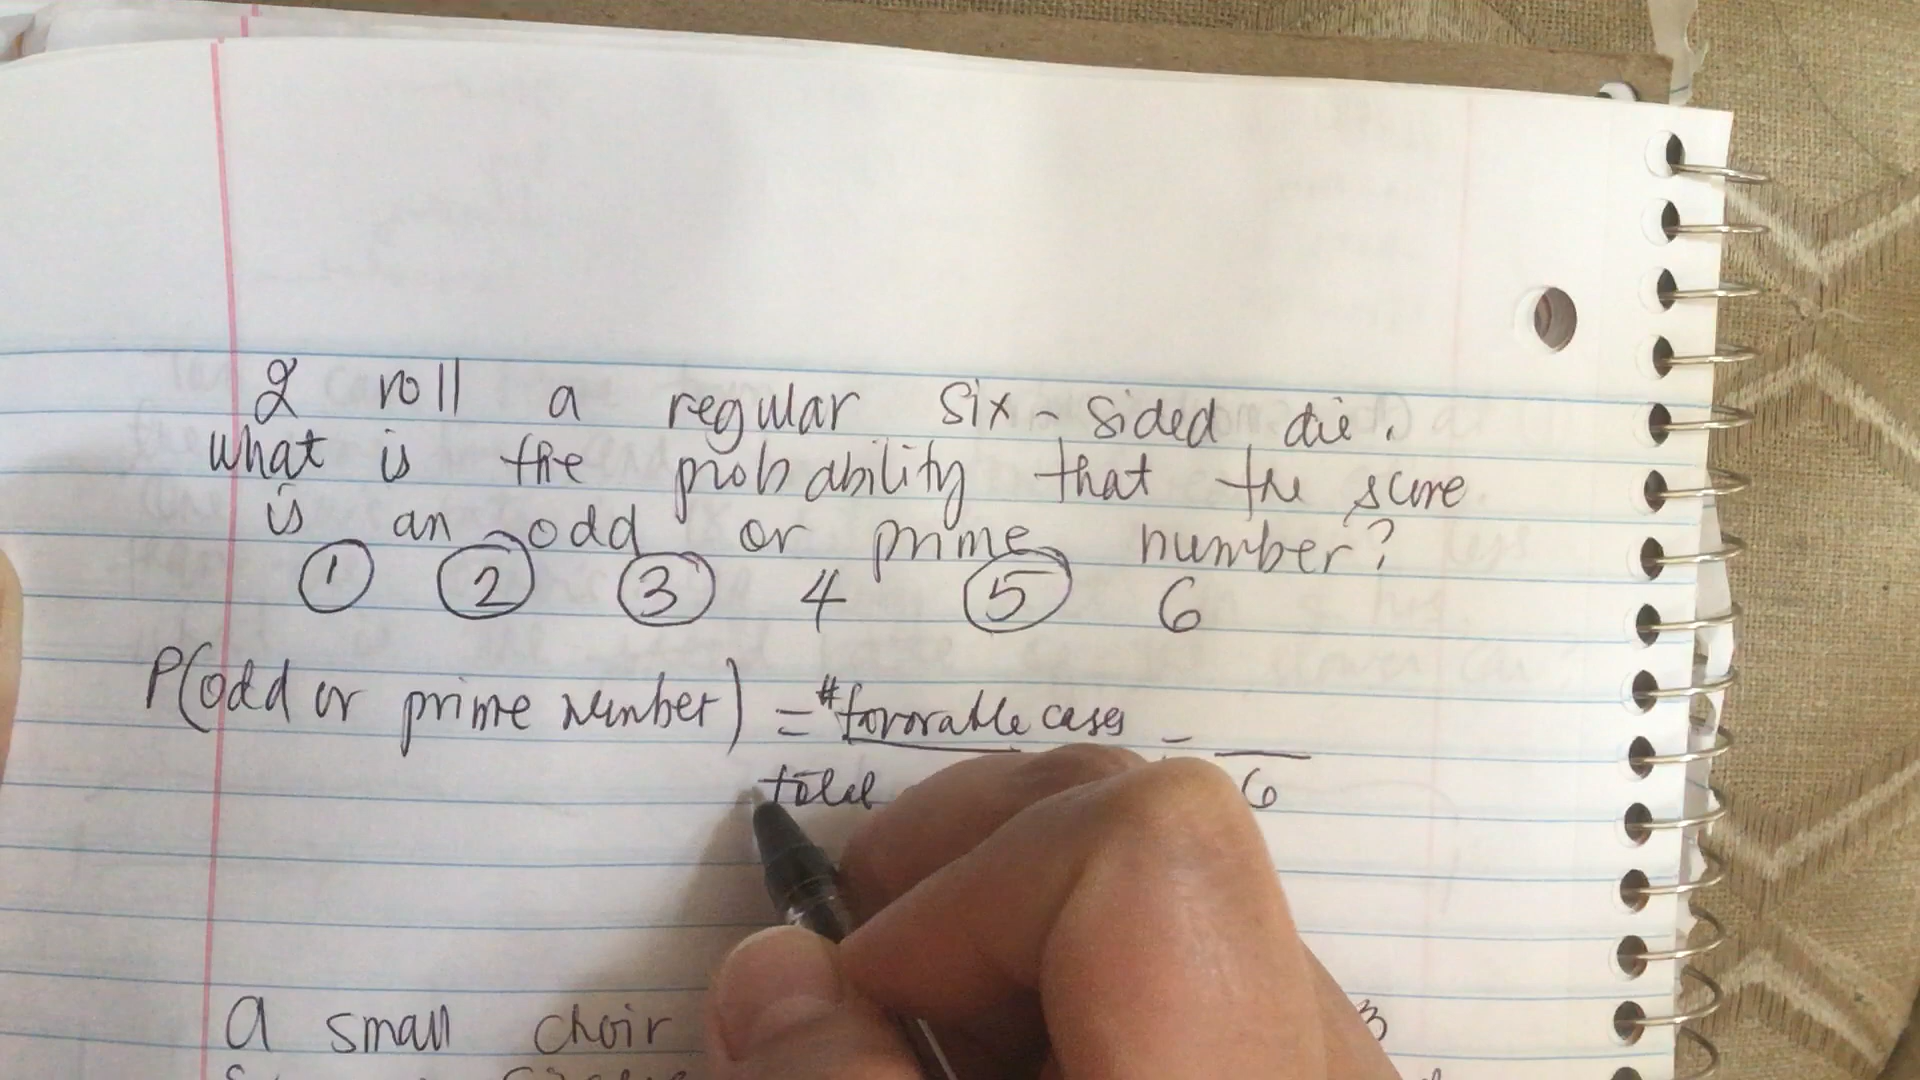 I roll a regular six-sided die.
What is the probability that the score
is an odd or prime number?
1 2 3 4 5 6
P(odd or prime number) = #favorable cases = 
total 6
A small choir 3